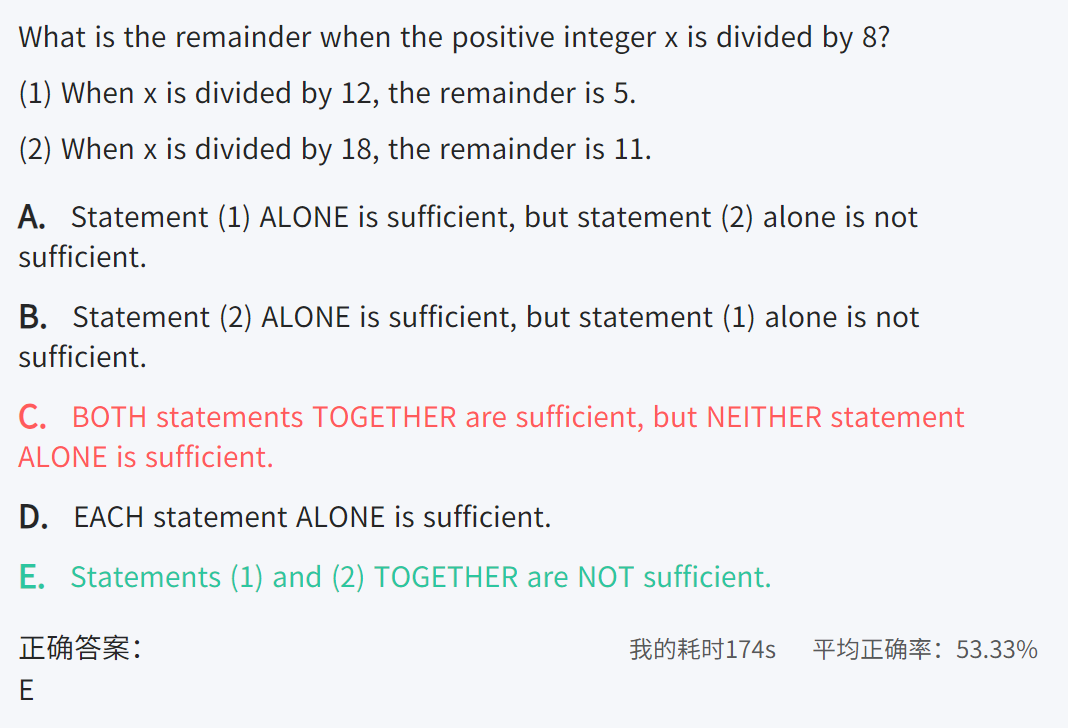 What is the remainder when the positive integer x is divided by 8?
(1) When x is divided by 12, the remainder is 5.
(2) When x is divided by 18, the remainder is 11.
A. Statement (1) ALONE is sufficient, but statement (2) alone is not
sufficient.
B. Statement (2) ALONE is sufficient, but statement (1) alone is not
sufficient.
C. BOTH statements TOGETHER are sufficient, but NEITHER statement
ALONE is sufficient.
D. EACH statement ALONE is sufficient.
E. Statements (1) and (2) TOGETHER are NOT sufficient.
正确答案： 我的耗时174s 平均正确率：53.33%
E